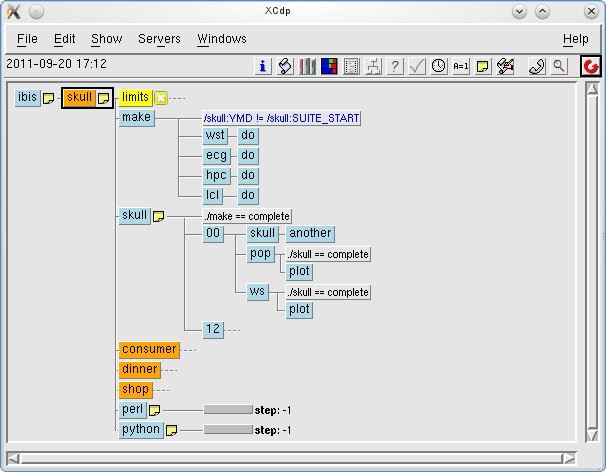 XCdp
File Edit Show Servers Windows Help
2011-09-20 17:12
i ? A=1
ibis skull limits
make /skull:YMD != /skull:SUITE_START
wst do
ecg do
hpc do
lcl do
skull ./make == complete
00 skull another
pop ./skull == complete
plot
ws ./skull == complete
plot
12
consumer
dinner
shop
perl step: -1
python step: -1